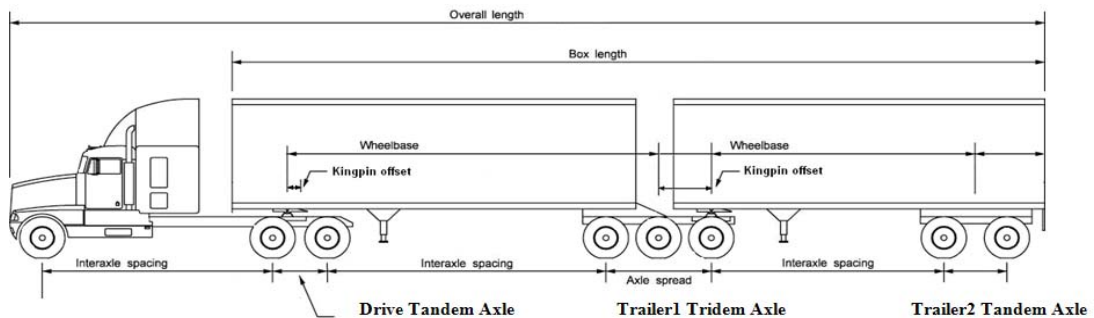 Overall length
Box length
Wheelbase
Wheelbase
Kingpin offset
Kingpin offset
Interaxle spacing
Interaxle spacing
Axle spread
Interaxle spacing
Drive Tandem Axle
Trailer1 Tridem Axle
Trailer2 Tandem Axle